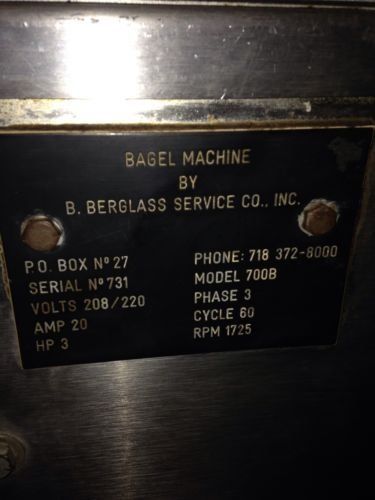 BAGEL MACHINE
BY
B. BERGLASS SERVICE CO., INC.
P.O. BOX Nº 27
SERIAL Nº 731
VOLTS 208/220
AMP 20
HP 3
PHONE: 718 372-8000
MODEL 700B
PHASE 3
CYCLE 60
RPM 1725